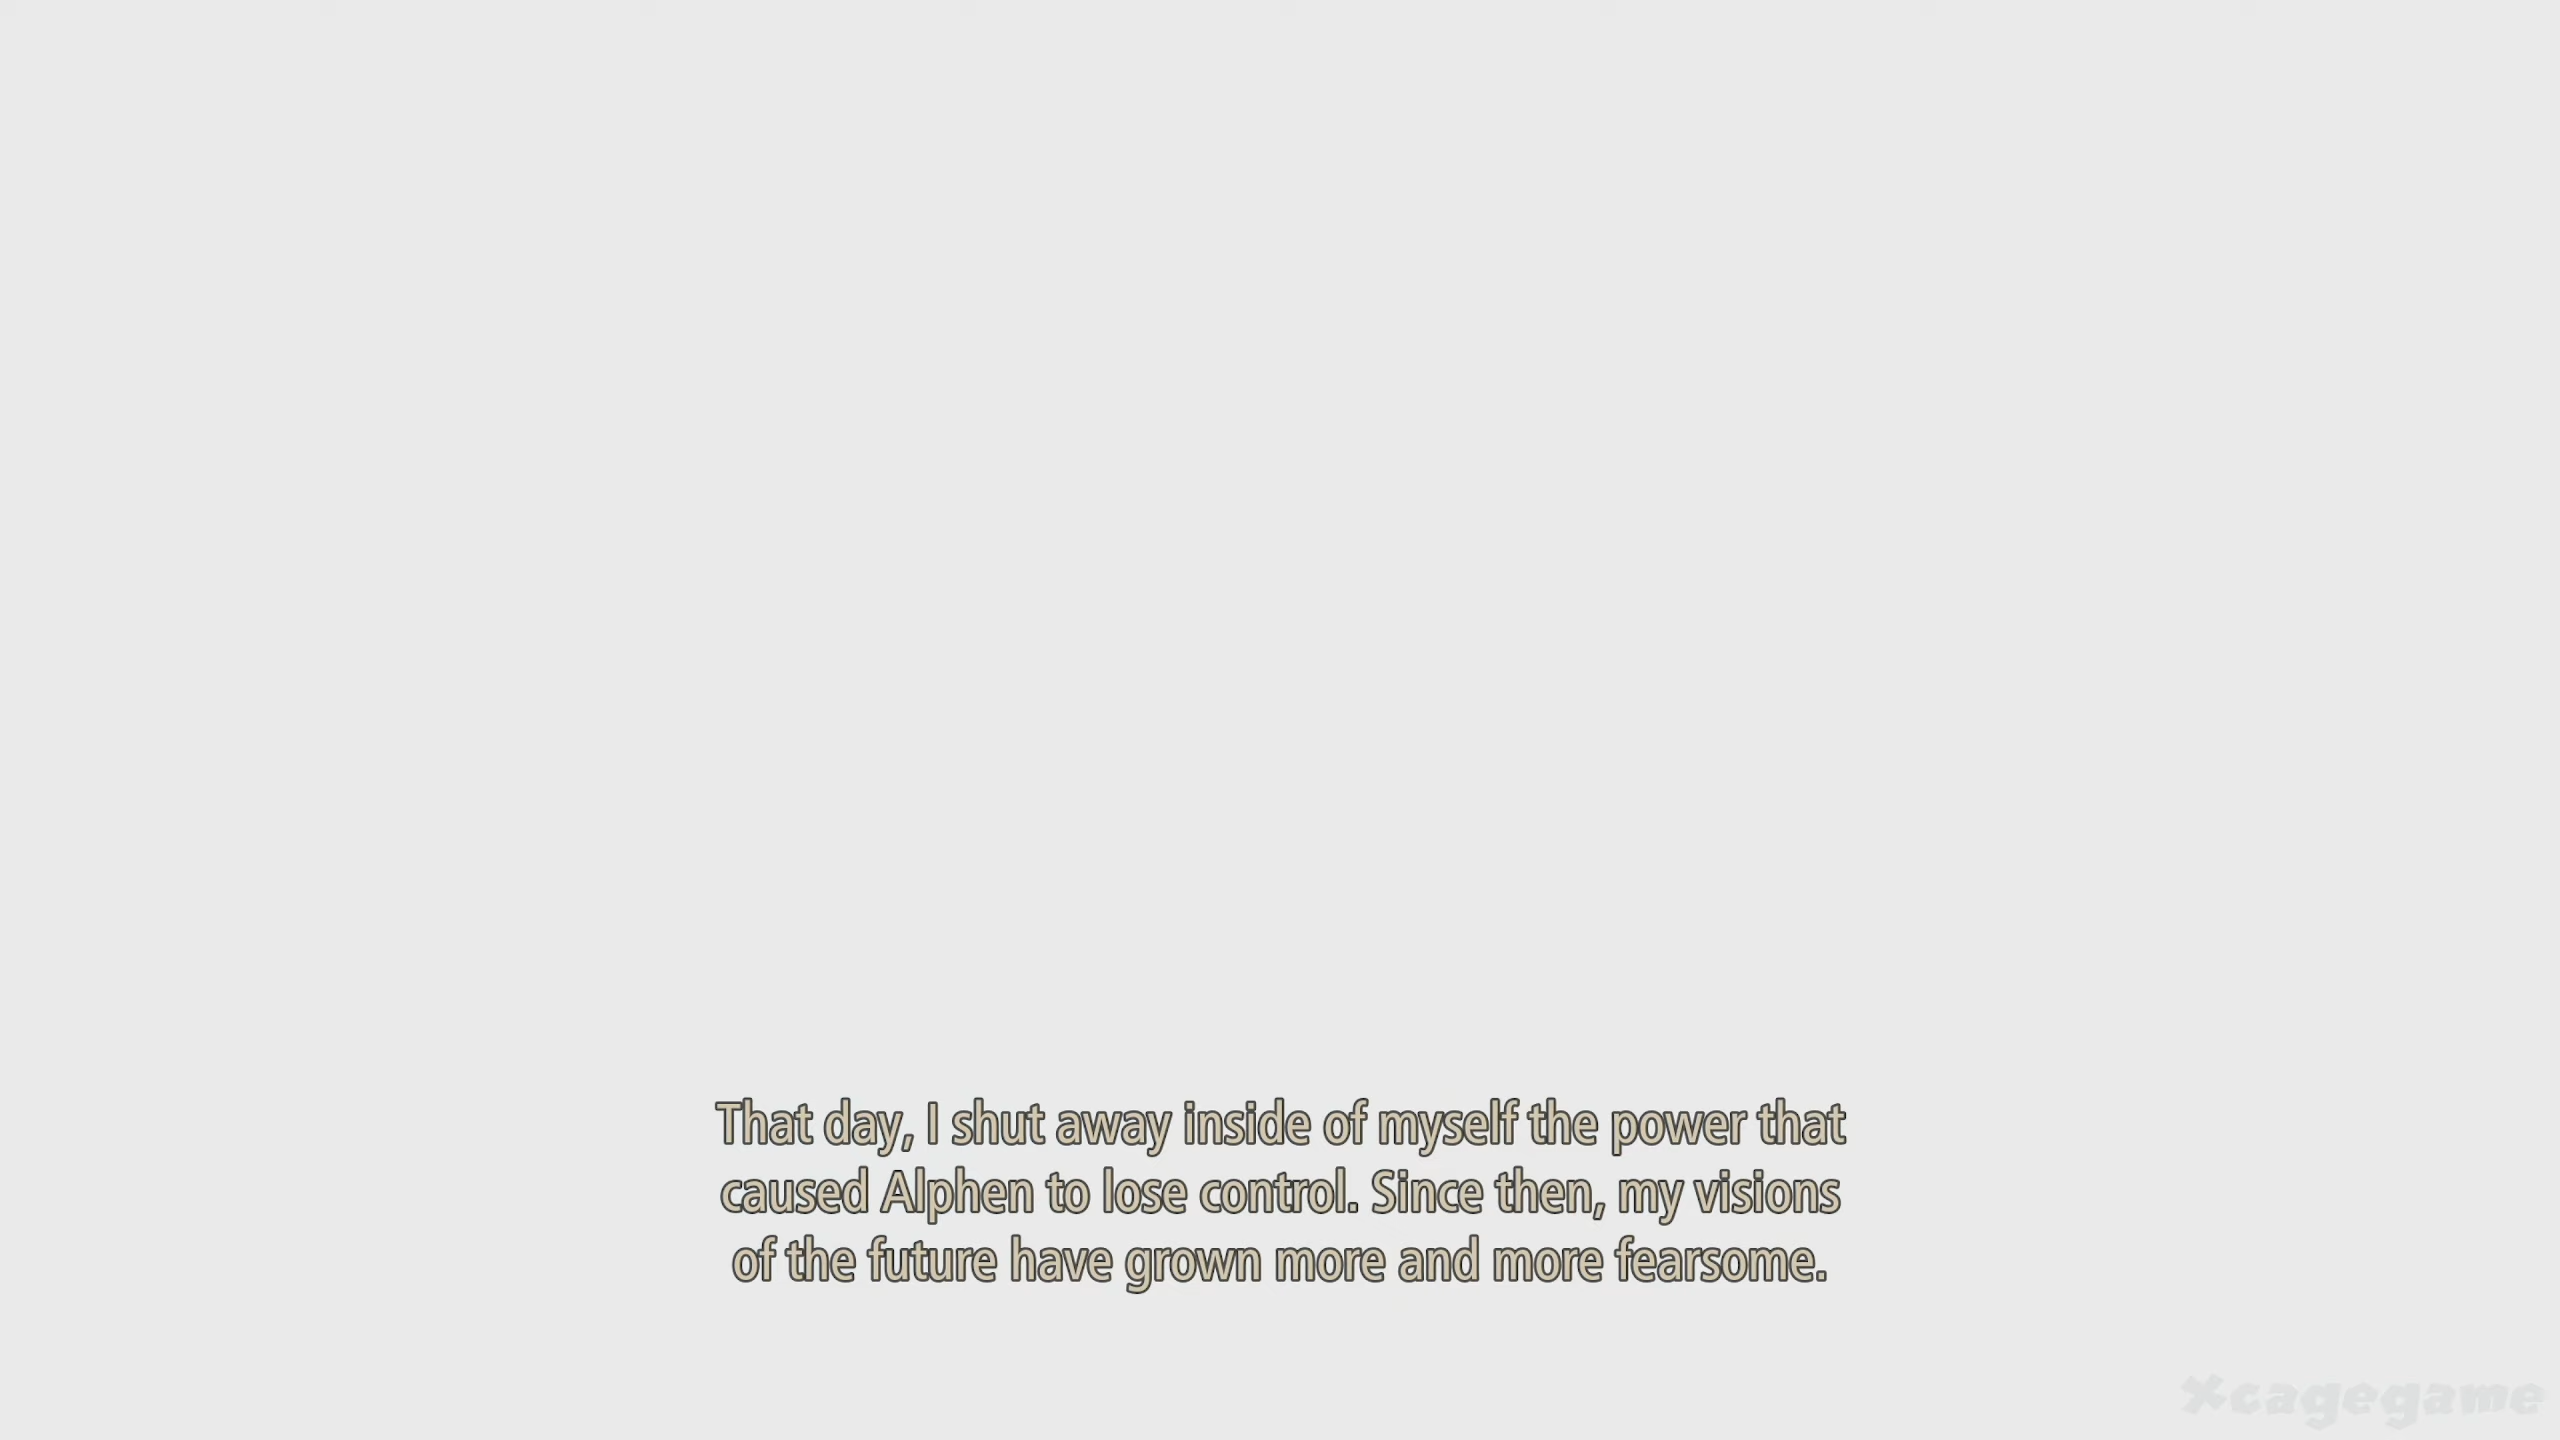 That day, I shut away inside of myself the power that
caused Alphen to lose control. Since then, my visions
of the future have grown more and more fearsome.
Xcagegame